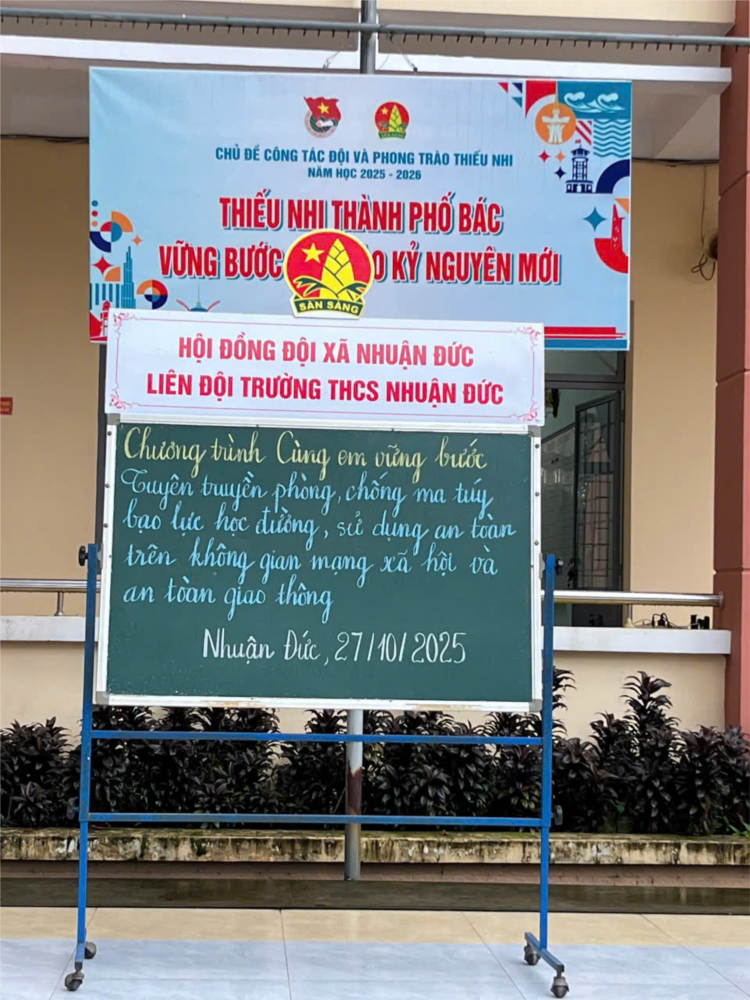 CHỦ ĐỀ CÔNG TÁC ĐỘI VÀ PHONG TRÀO THIẾU NHI
NĂM HỌC 2025 - 2026
THIẾU NHI THÀNH PHỐ BÁC
VỮNG BƯỚC O KỶ NGUYÊN MỚI
SẴN SÀNG
HỘI ĐỒNG ĐỘI XÃ NHUẬN ĐỨC
LIÊN ĐỘI TRƯỜNG THCS NHUẬN ĐỨC
Chương trình Cùng em vững bước
Tuyên truyền phòng, chống ma túy
bạo lực học đường, sử dụng an toàn
trên không gian mạng xã hội và
an toàn giao thông
Nhuận Đức, 27/10/2025